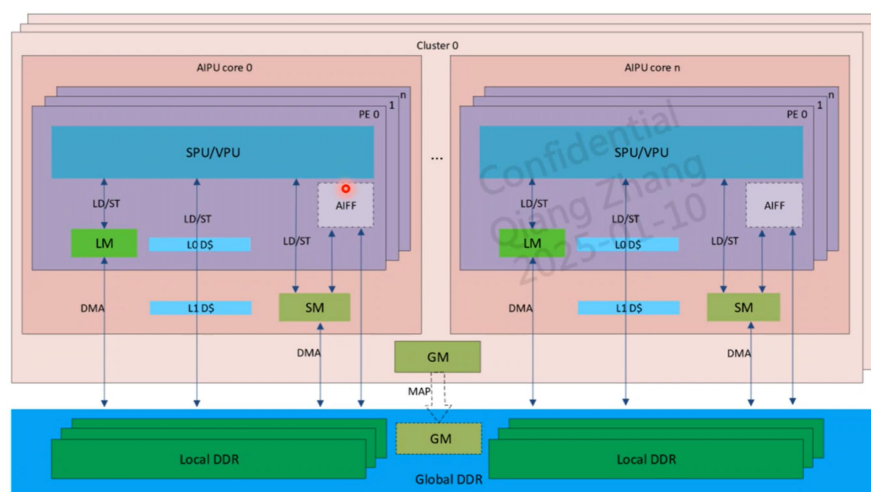 Cluster 0
AIPU core 0
n
1
PE 0
SPU/VPU
LD/ST
LD/ST
LD/ST
AIFF
LM
L0 D$
DMA
L1 D$
SM
DMA
...
AIPU core n
n
1
PE 0
SPU/VPU
LD/ST
LD/ST
LD/ST
AIFF
LM
L0 D$
DMA
L1 D$
SM
DMA
Confidential
Qiang Zhang
2025-01-10
GM
MAP
GM
Local DDR
Local DDR
Global DDR